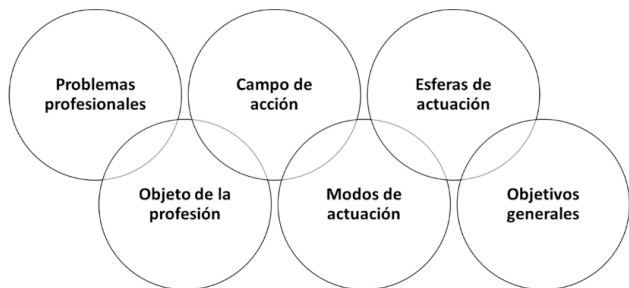 Problemas
profesionales
Campo de
acción
Esferas de
actuación
Objeto de la
profesión
Modos de
actuación
Objetivos
generales